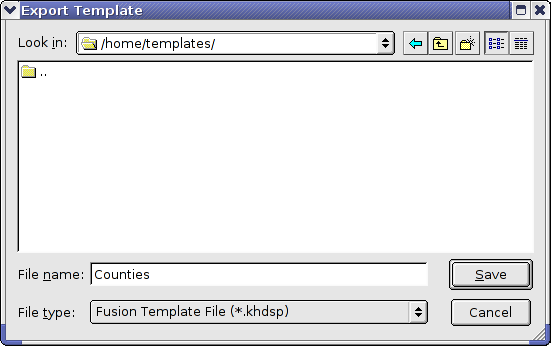 Export Template
Look in: /home/templates/
..
File name: Counties Save
File type: Fusion Template File (*.khdsp) Cancel